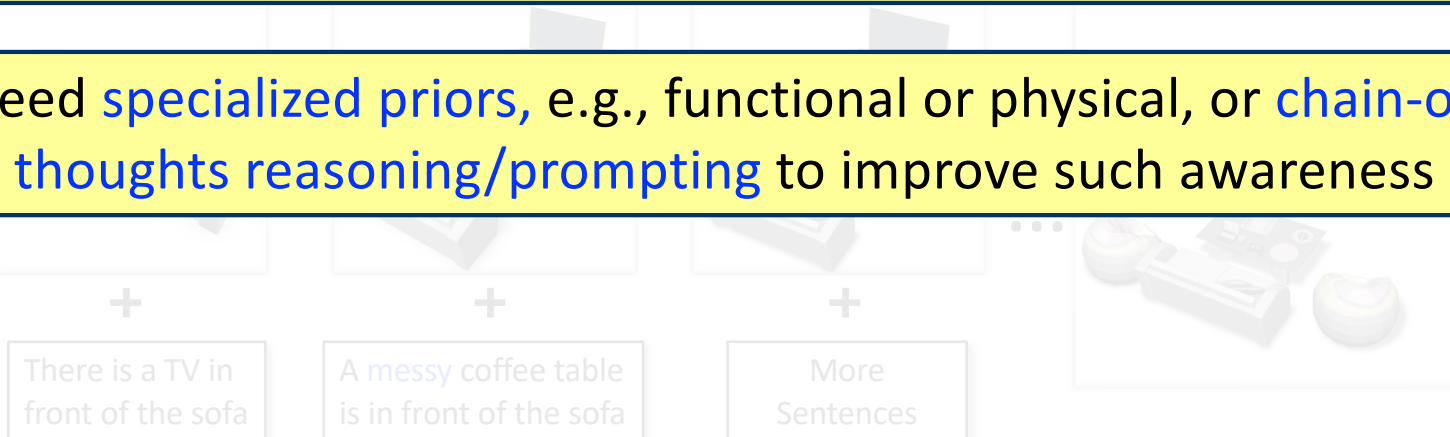 eed specialized priors, e.g., functional or physical, or chain-o
thoughts reasoning/prompting to improve such awareness
...
+ + +
There is a TV in
front of the sofa
A messy coffee table
is in front of the sofa
More
Sentences